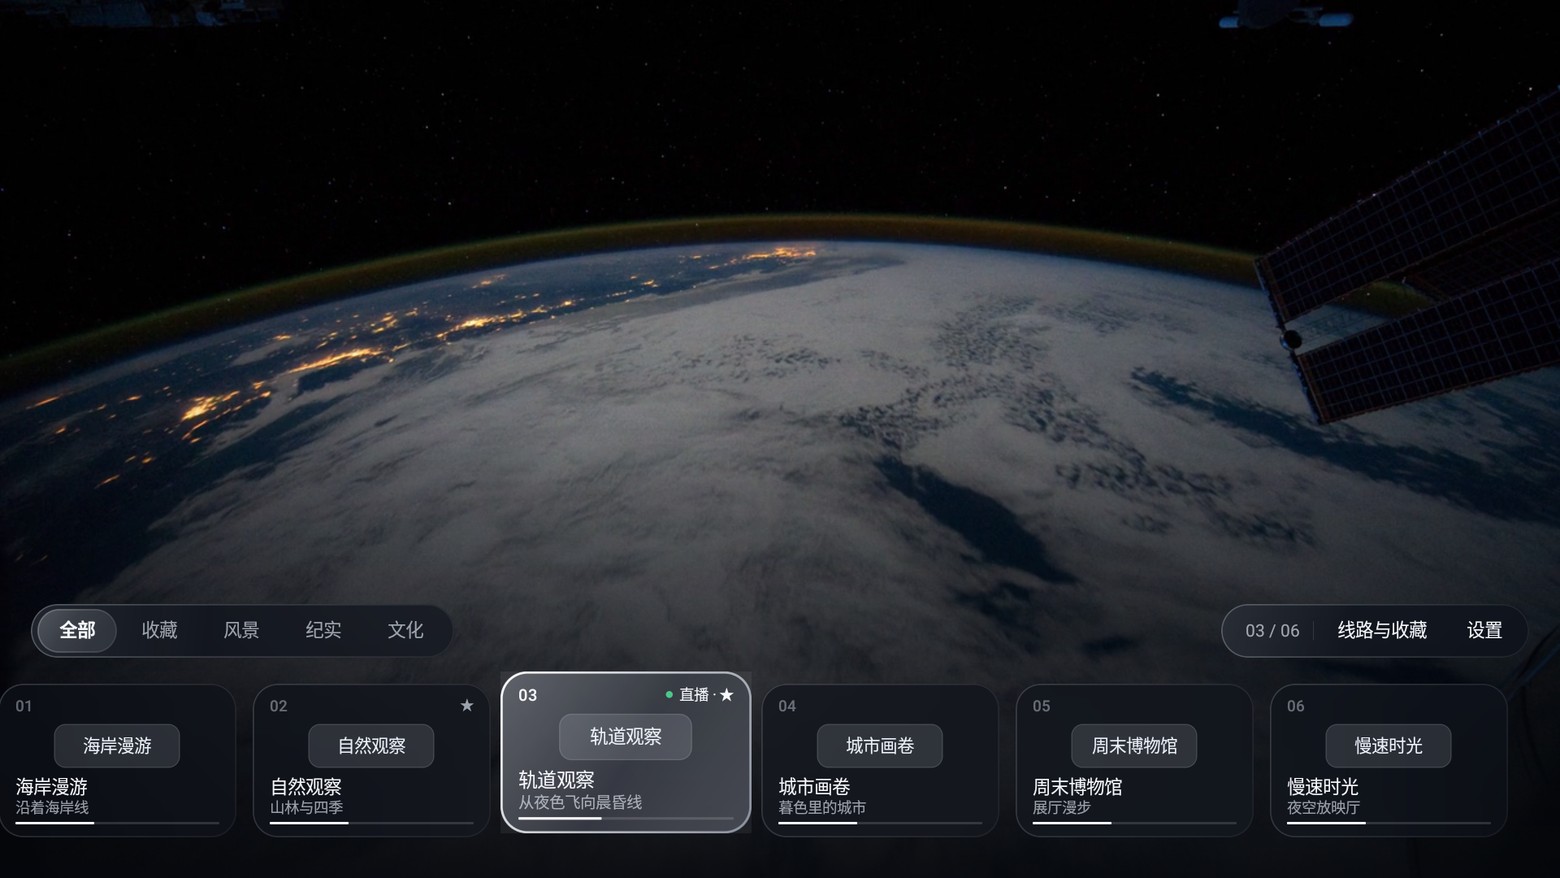 全部 收藏 风景 纪实 文化
03 / 06 线路与收藏 设置
01
海岸漫游
海岸漫游
沿着海岸线
02 ★
自然观察
自然观察
山林与四季
03 直播 · ★
轨道观察
轨道观察
从夜色飞向晨昏线
04
城市画卷
城市画卷
暮色里的城市
05
周末博物馆
周末博物馆
展厅漫步
06
慢速时光
慢速时光
夜空放映厅